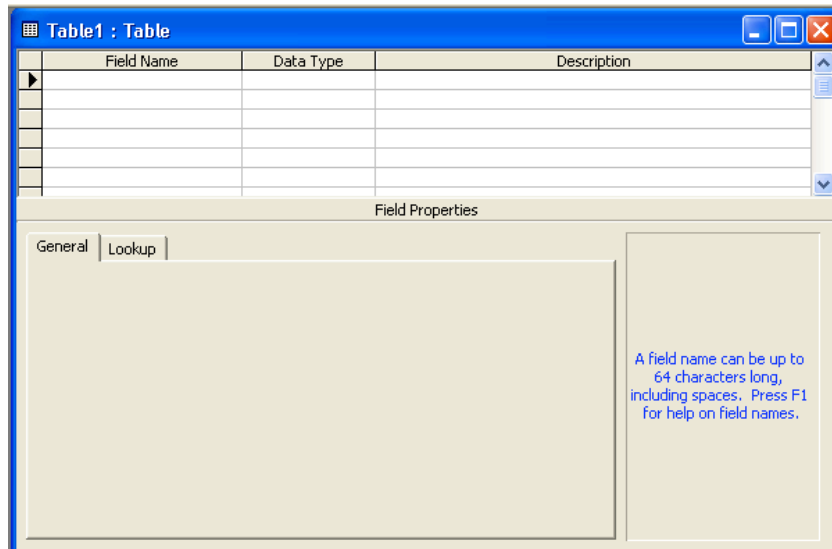 Table1 : Table
Field Name Data Type Description
Field Properties
General Lookup
A field name can be up to
64 characters long,
including spaces. Press F1
for help on field names.